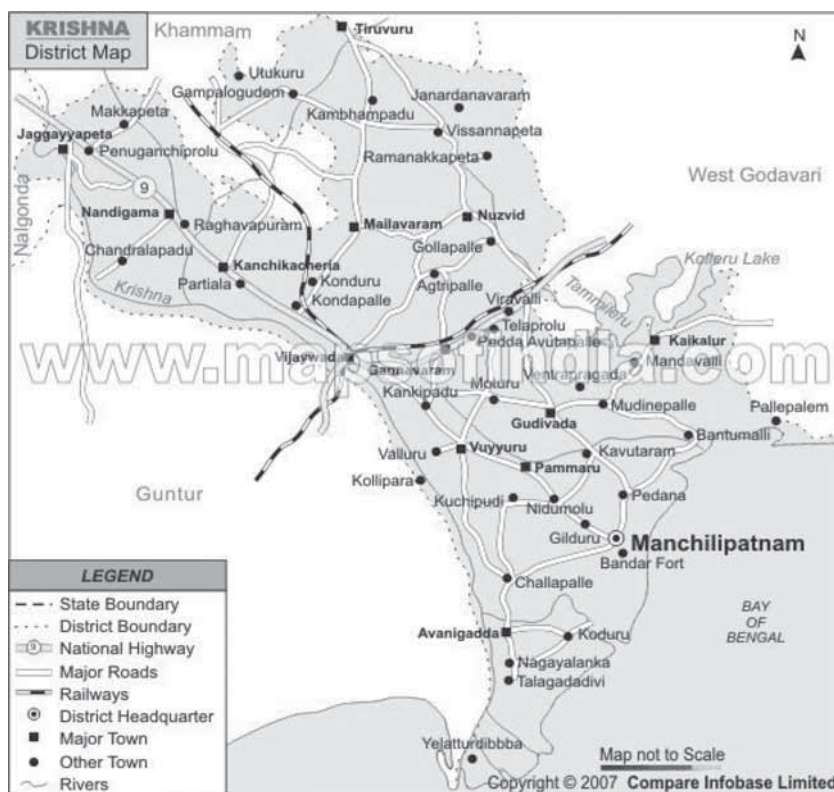 KRISHNA
District Map
Khammam
Tiruvuru
N
Utukuru
Gampalogudem
Kambhampadu
Janardanavaram
Makkapeta
Vissannapeta
Jaggayyapeta
Penuganchiprolu
Ramanakkapeta
West Godavari
Nalgonda
9
Nandigama
Raghavapuram
Mailavaram
Nuzvid
Gollapalle
Chandralapadu
Kanchikacherla
Konduru
Agtripalle
Kolleru Lake
Partiala
Krishna
Kondapalle
Viravalli
Tammileru
Telaprolu
Kaikalur
Vijaywada
Pedda Avutapalle
www.mapsofindia.com
Gannavaram
Mandavalli
Ventrapragada
Kankipadu
Moturu
Mudinepalle
Pallepalem
Gudivada
Bantumalli
Valluru
Vuyyuru
Kavutaram
Pammaru
Kollipara
Guntur
Kuchipudi
Nidumolu
Pedana
Gilduru
Manchilipatnam
Bandar Fort
Challapalle
BAY
OF
BENGAL
Avanigadda
Koduru
Nagayalanka
Talagadadivi
Yelatturdibbba
LEGEND
State Boundary
District Boundary
9 National Highway
Major Roads
Railways
District Headquarter
Major Town
Other Town
Rivers
Map not to Scale
Copyright © 2007 Compare Infobase Limited